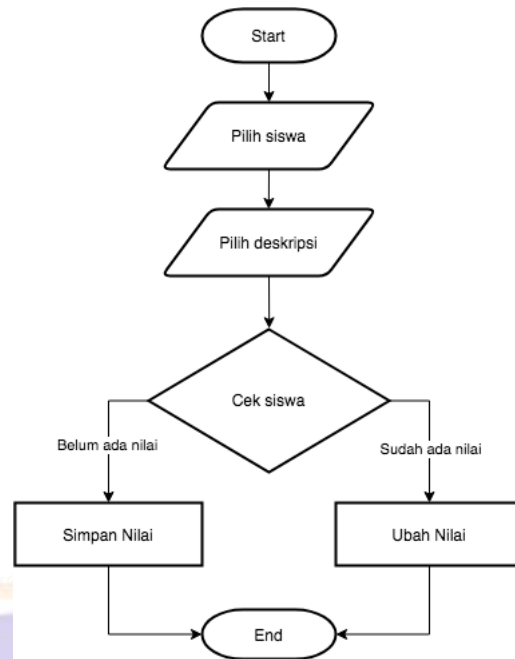 Start
Pilih siswa
Pilih deskripsi
Cek siswa
Belum ada nilai
Sudah ada nilai
Simpan Nilai
Ubah Nilai
End